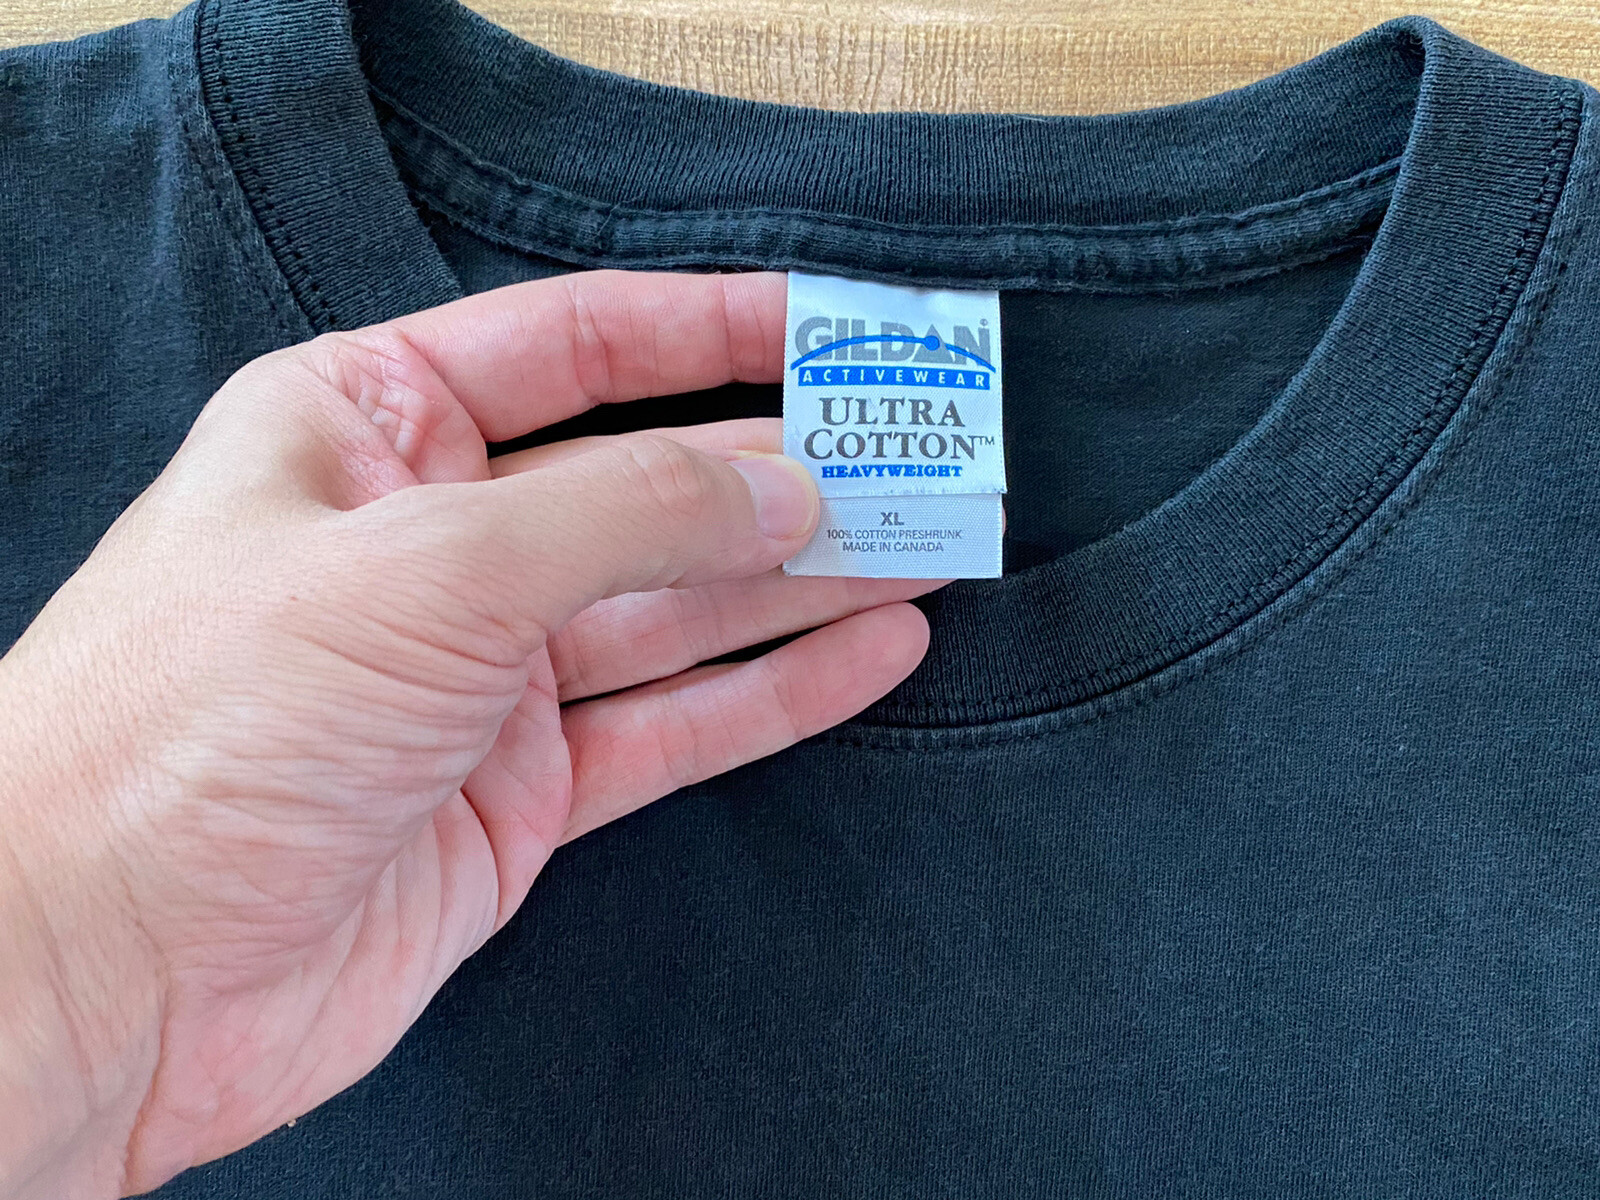 GILDAN®
ACTIVEWEAR
ULTRA
COTTON™
HEAVYWEIGHT
XL
100% COTTON PRESHRUNK
MADE IN CANADA